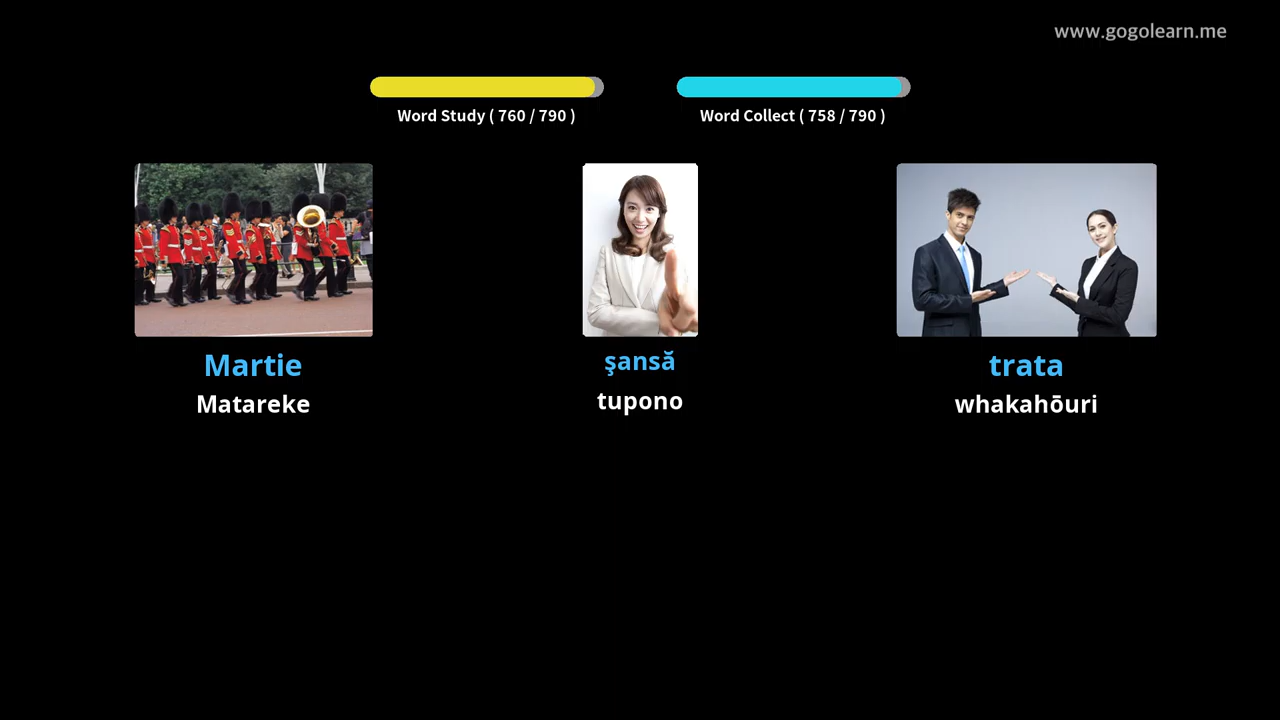 www.gogolearn.me
Word Study ( 760 / 790 )
Word Collect ( 758 / 790 )
Martie
şansă
trata
Matareke
tupono
whakahōuri